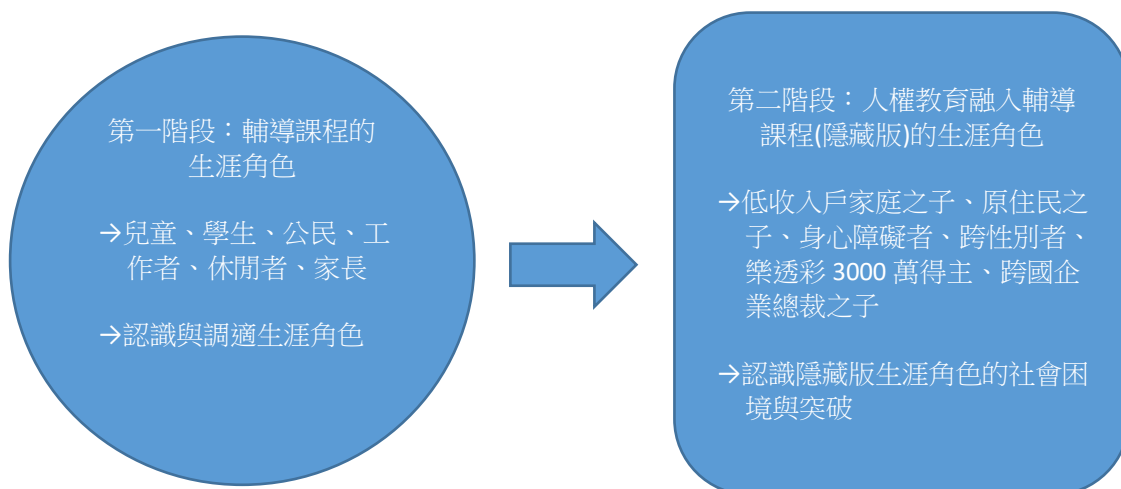 第一階段：輔導課程的
生涯角色
→兒童、學生、公民、工
作者、休閒者、家長
→認識與調適生涯角色
第二階段：人權教育融入輔導
課程(隱藏版)的生涯角色
→低收入戶家庭之子、原住民之
子、身心障礙者、跨性別者、
樂透彩 3000 萬得主、跨國企
業總裁之子
→認識隱藏版生涯角色的社會困
境與突破